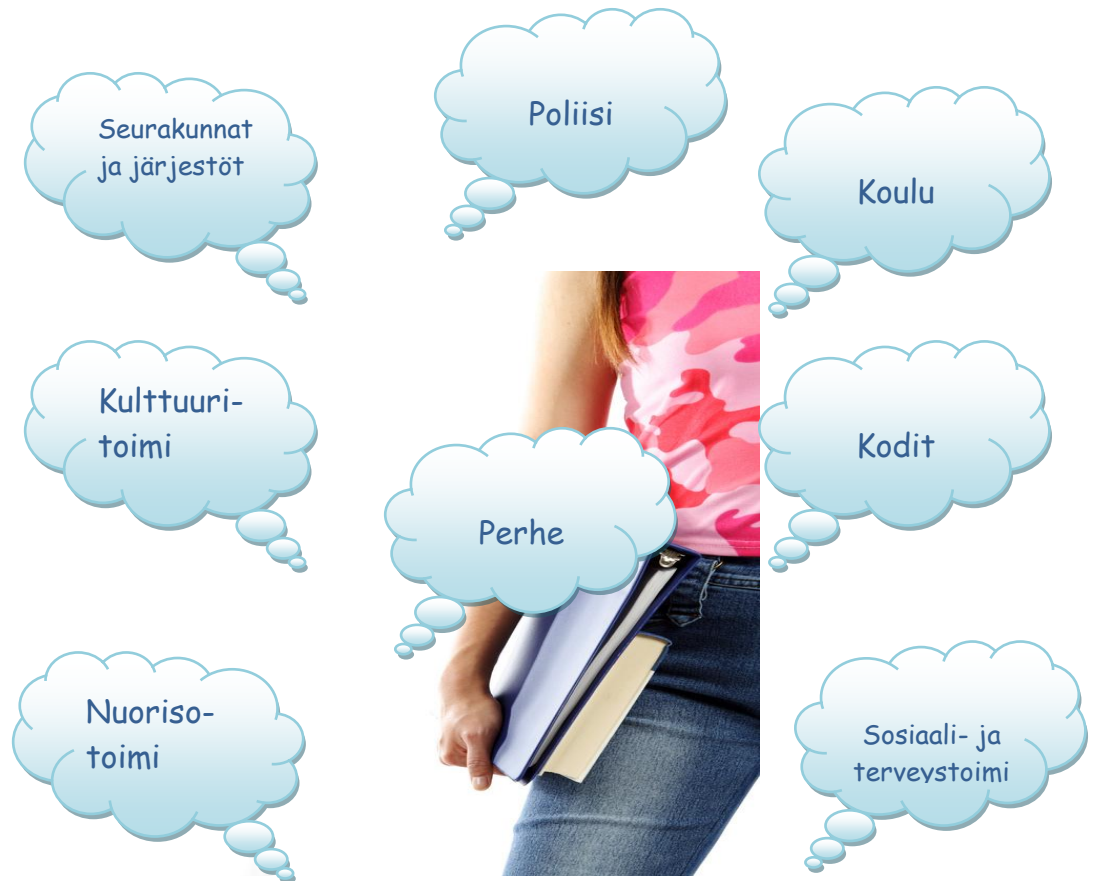 Poliisi
Seurakunnat
ja järjestöt
Koulu
Kulttuuri-
toimi
Kodit
Perhe
Nuoriso-
toimi
Sosiaali- ja
terveystoimi